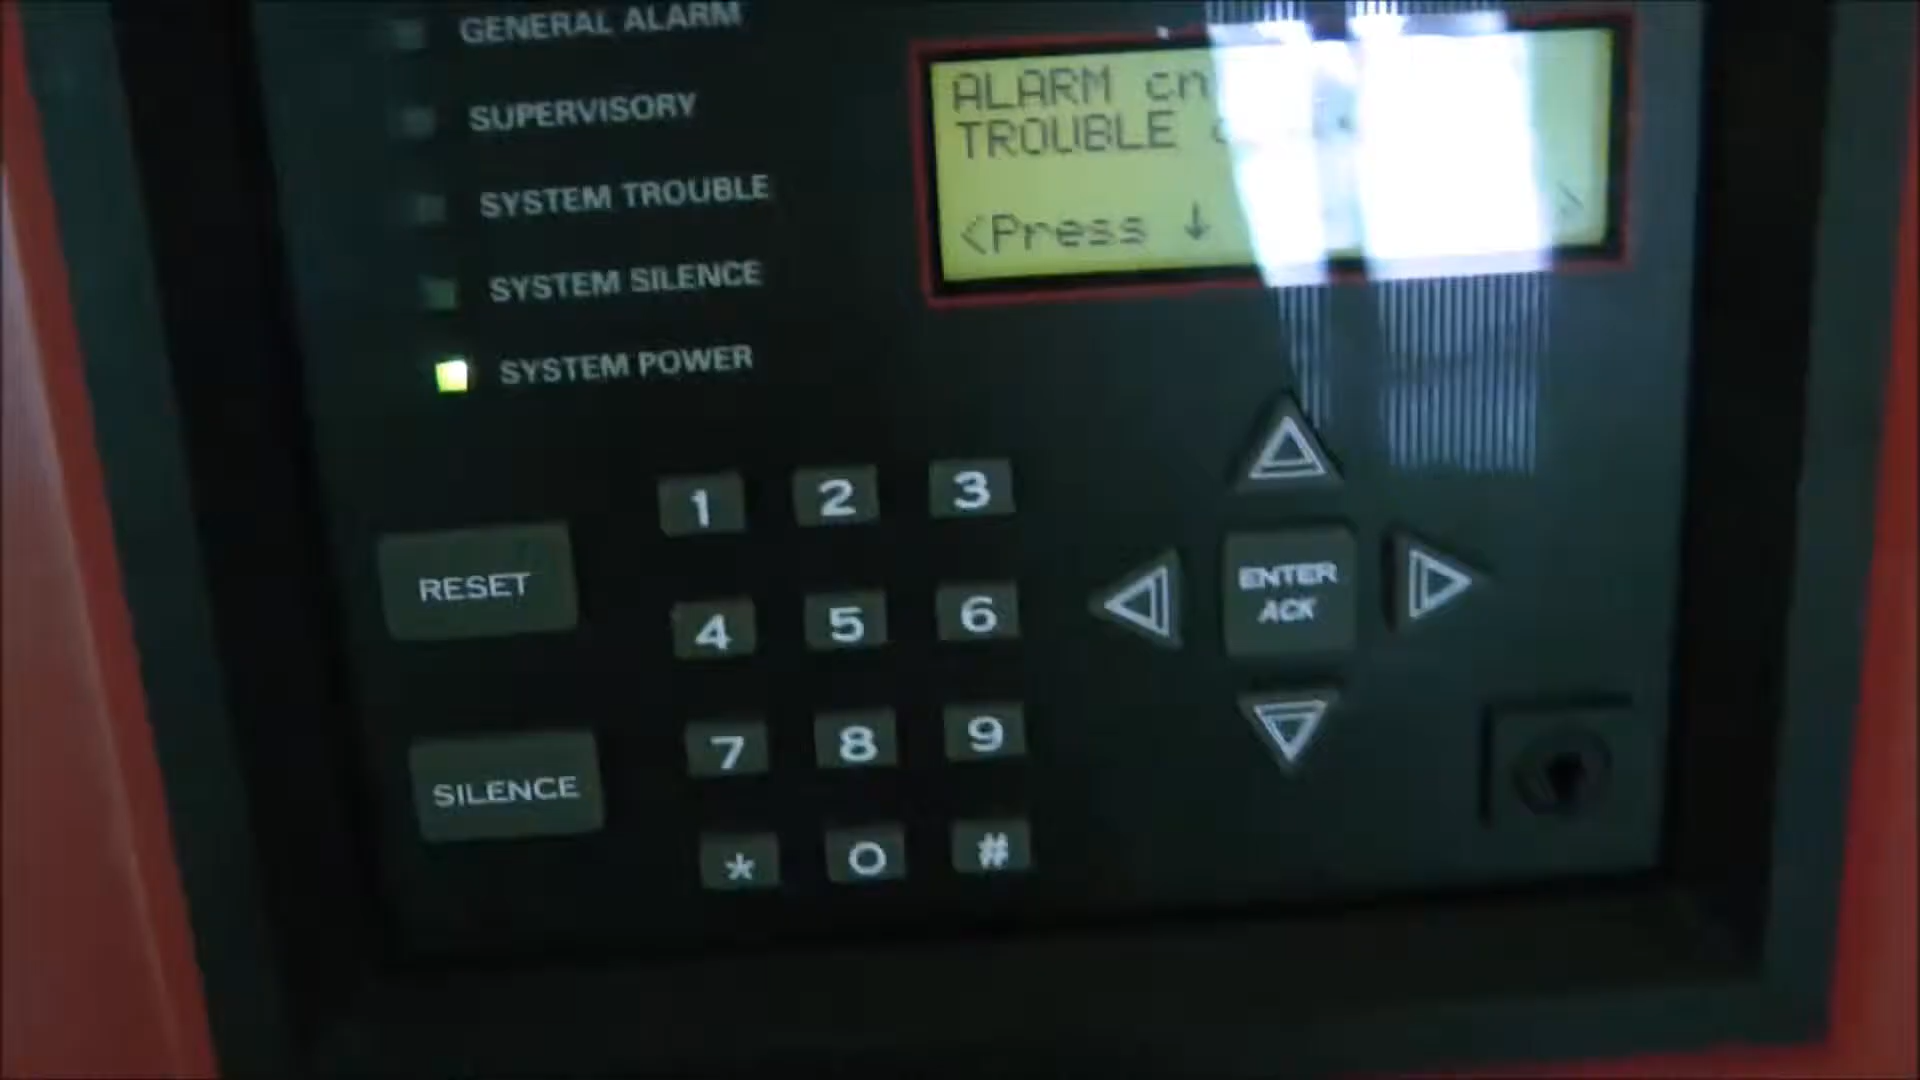 GENERAL ALARM
SUPERVISORY
SYSTEM TROUBLE
SYSTEM SILENCE
SYSTEM POWER
ALARM cn
TROUBLE
<Press ↓ >
1 2 3
4 5 6
7 8 9
* 0 #
RESET
SILENCE
ENTER
ACK